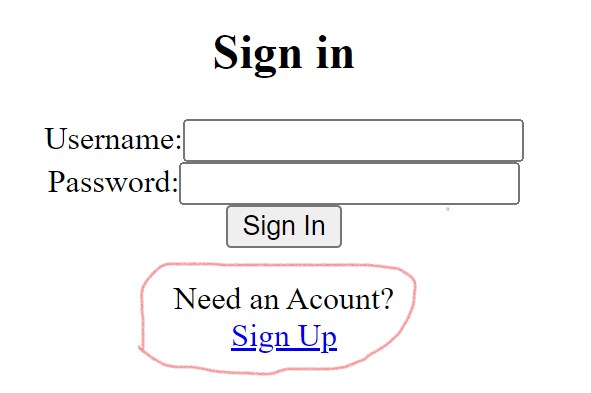 Sign in
Username:
Password:
Sign In
Need an Acount?
Sign Up